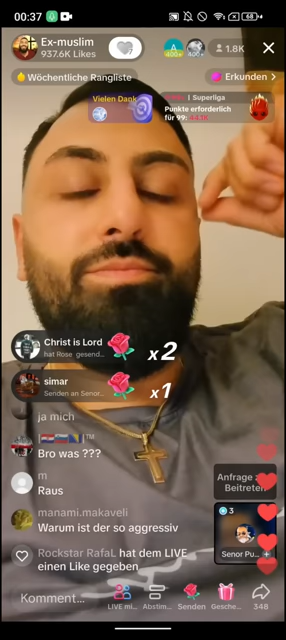 00:37
68
Ex-muslim
937.6K Likes
400+
400+
1.8K
Wöchentliche Rangliste
Erkunden >
Vielen Dank
| Superliga
Punkte erforderlich
für 99:
Christ is Lord
hat Rose gesend...
x2
simar
Senden an Senor...
x1
ja mich
Bro was ???
m
Raus
manami.makaveli
Warum ist der so aggressiv
Rockstar RafaL hat dem LIVE
einen Like gegeben
Anfrage
Beitreten
3
Senor Pu... +
Komment...
LIVE mi...
Abstim...
Senden
Gesche...
348